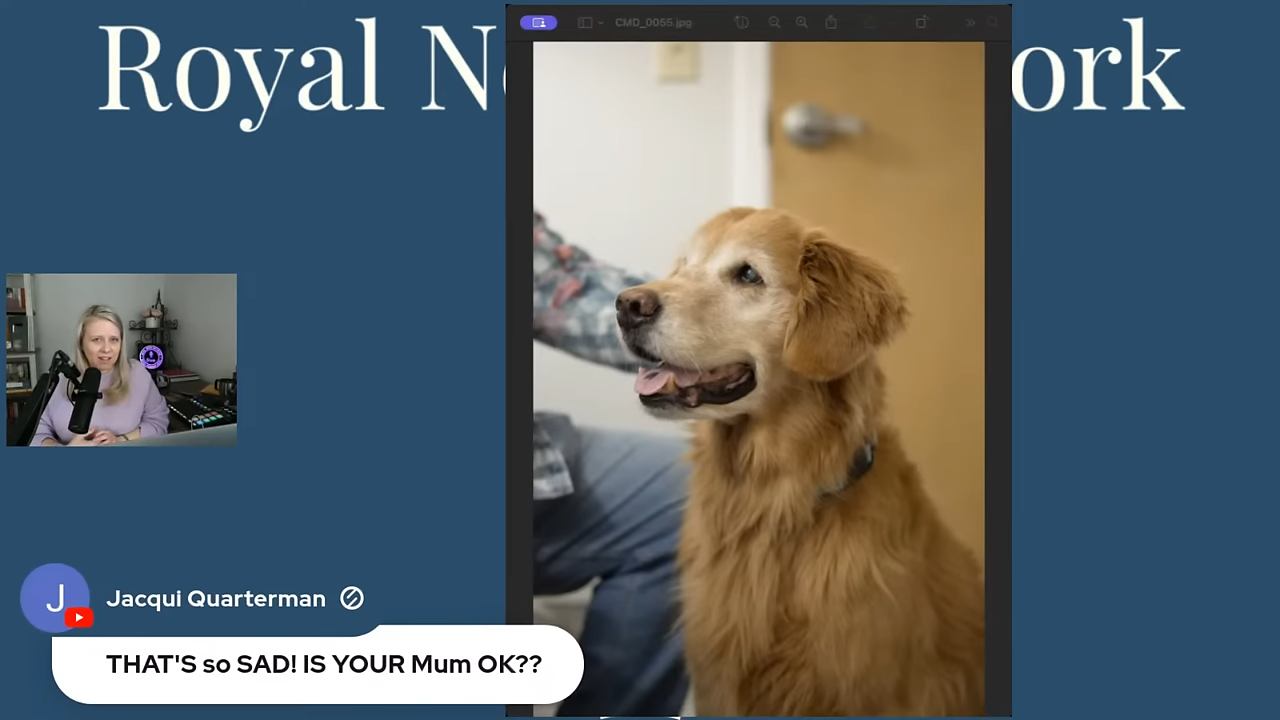 Royal N ork
CMD_0055.jpg
J
Jacqui Quarterman
THAT'S so SAD! IS YOUR Mum OK??